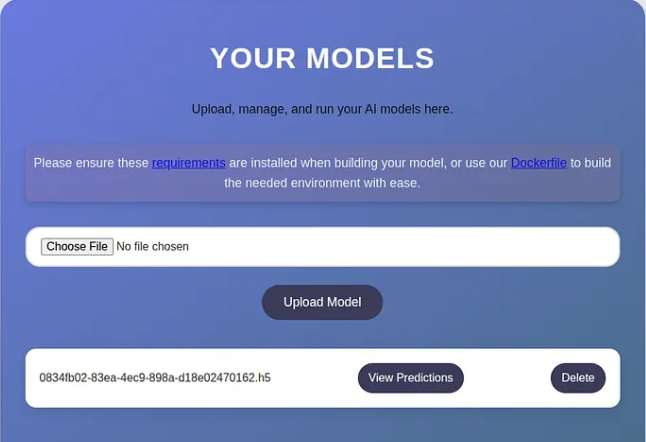 YOUR MODELS
Upload, manage, and run your AI models here.
Please ensure these requirements are installed when building your model, or use our Dockerfile to build
the needed environment with ease.
Choose File No file chosen
Upload Model
0834fb02-83ea-4ec9-898a-d18e02470162.h5 View Predictions Delete